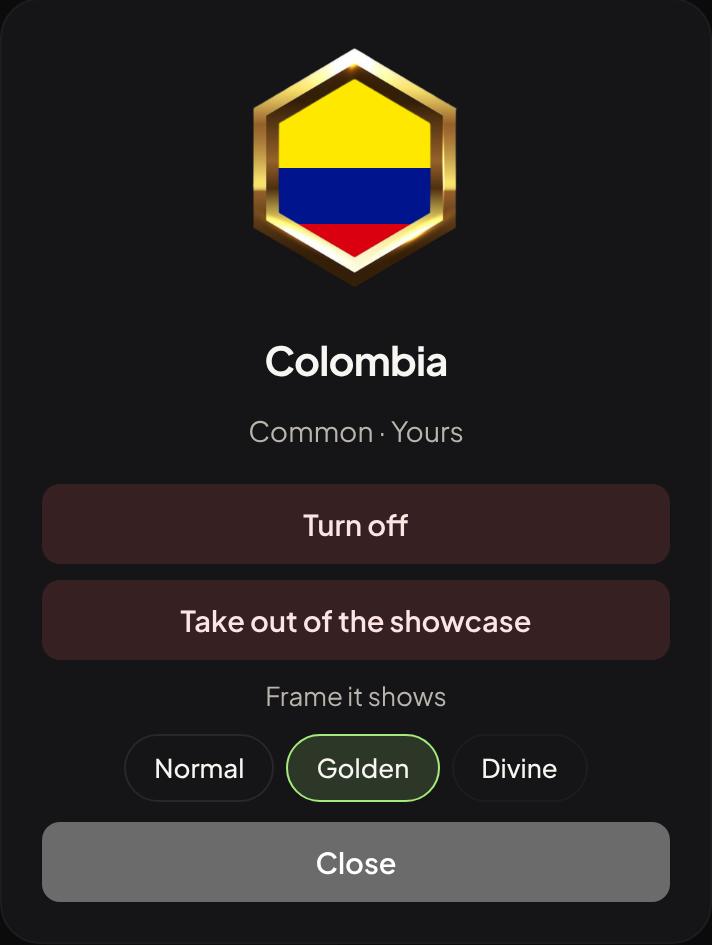 Colombia
Common · Yours
Turn off
Take out of the showcase
Frame it shows
Normal
Golden
Divine
Close